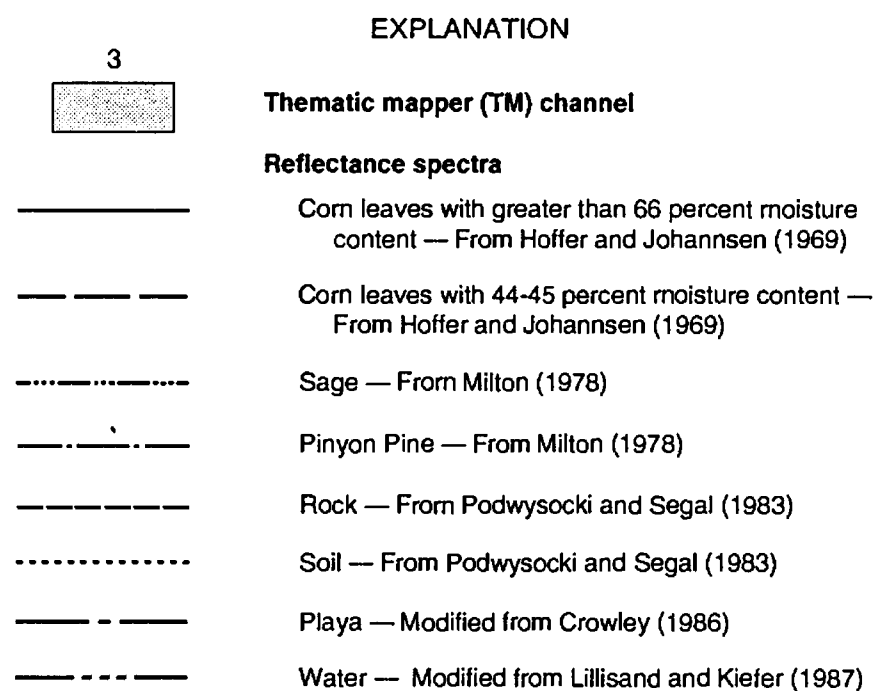 EXPLANATION
3
Thematic mapper (TM) channel
Reflectance spectra
Corn leaves with greater than 66 percent moisture
content — From Hoffer and Johannsen (1969)
Corn leaves with 44-45 percent moisture content —
From Hoffer and Johannsen (1969)
Sage — From Milton (1978)
Pinyon Pine — From Milton (1978)
Rock — From Podwysocki and Segal (1983)
Soil — From Podwysocki and Segal (1983)
Playa — Modified from Crowley (1986)
Water — Modified from Lillisand and Kiefer (1987)